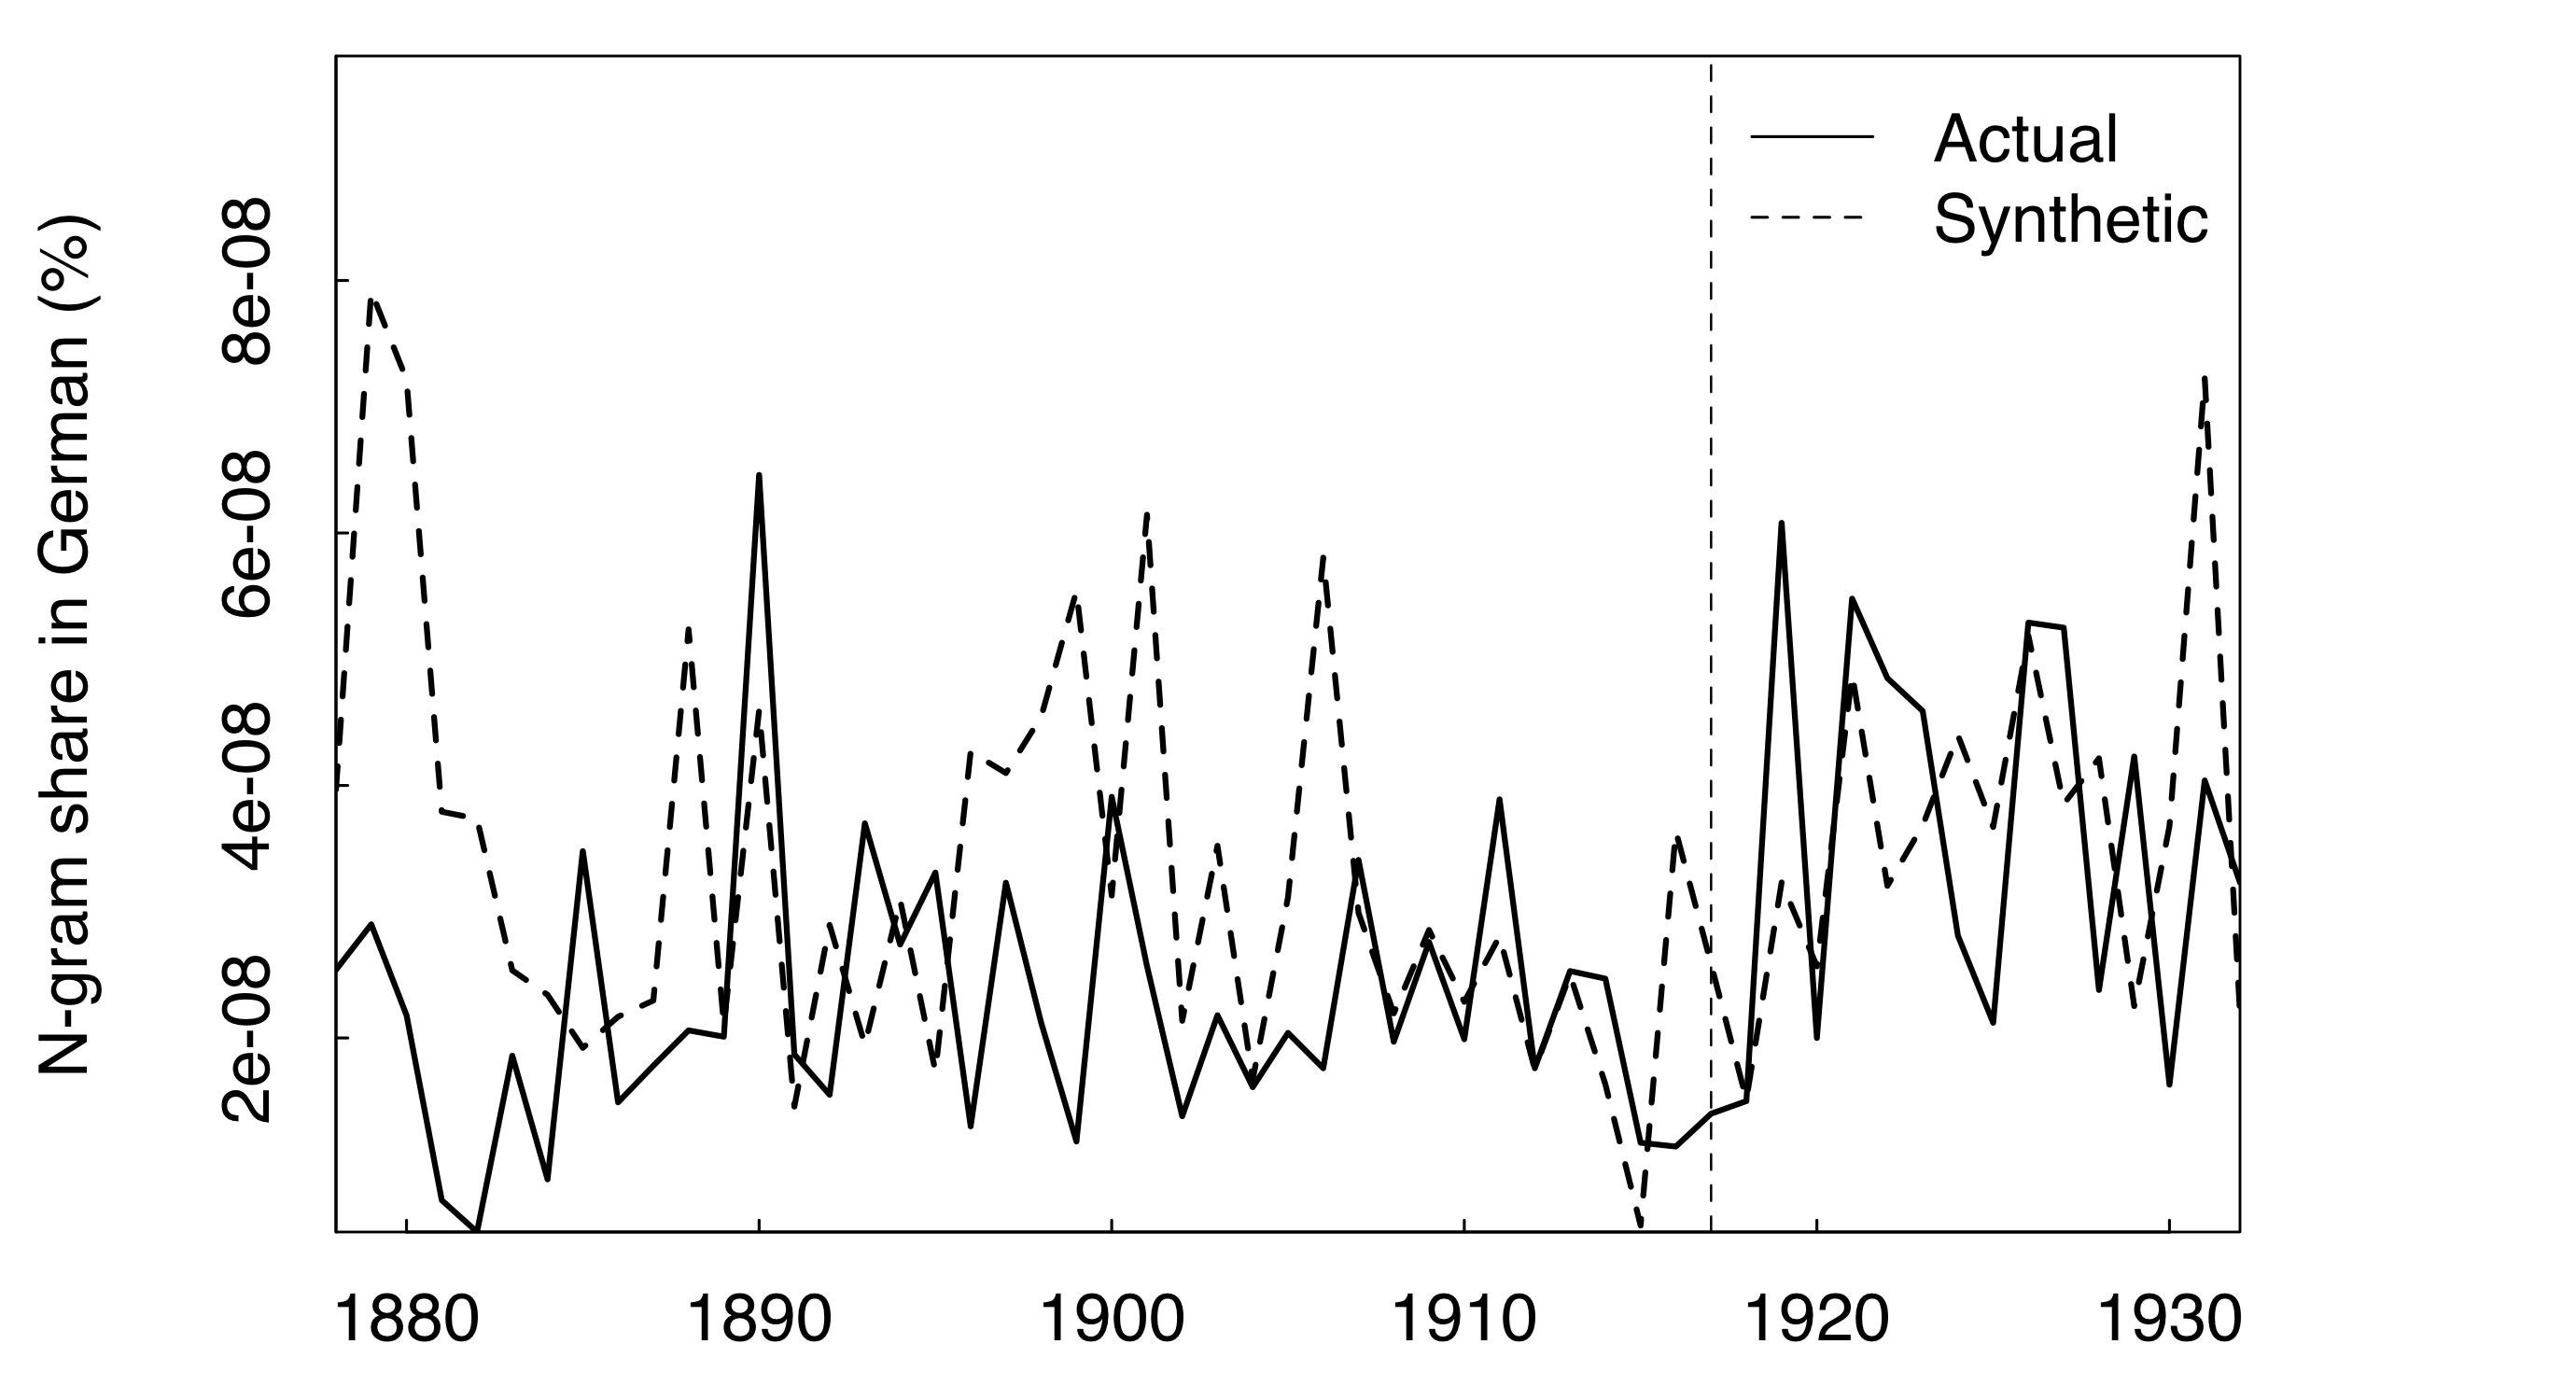 N-gram share in German (%)
8e-08
6e-08
4e-08
2e-08
Actual
Synthetic
1880 1890 1900 1910 1920 1930